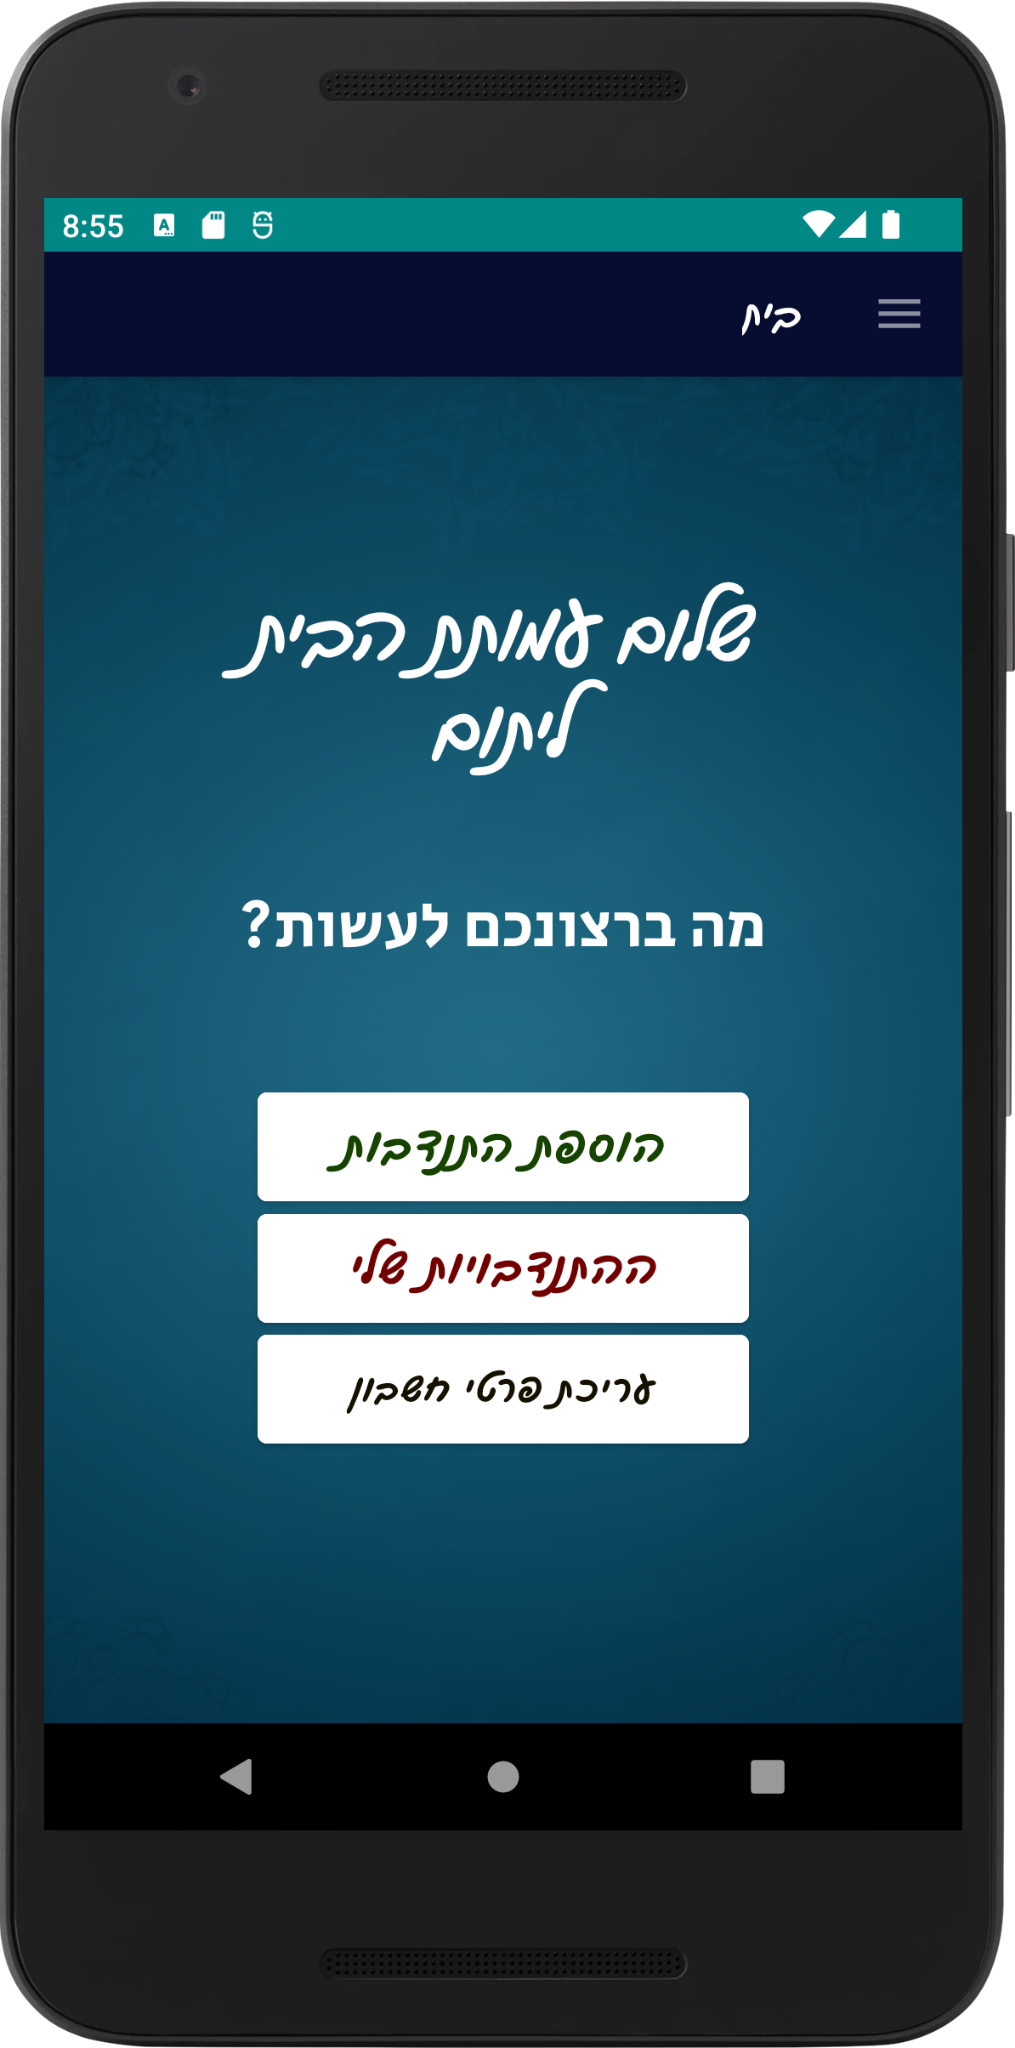 8:55
בית
שלום עמותת הבית
ליתום
מה ברצונכם לעשות?
הוספת התנדבות
ההתנדבויות שלי
עריכת פרטי חשבון